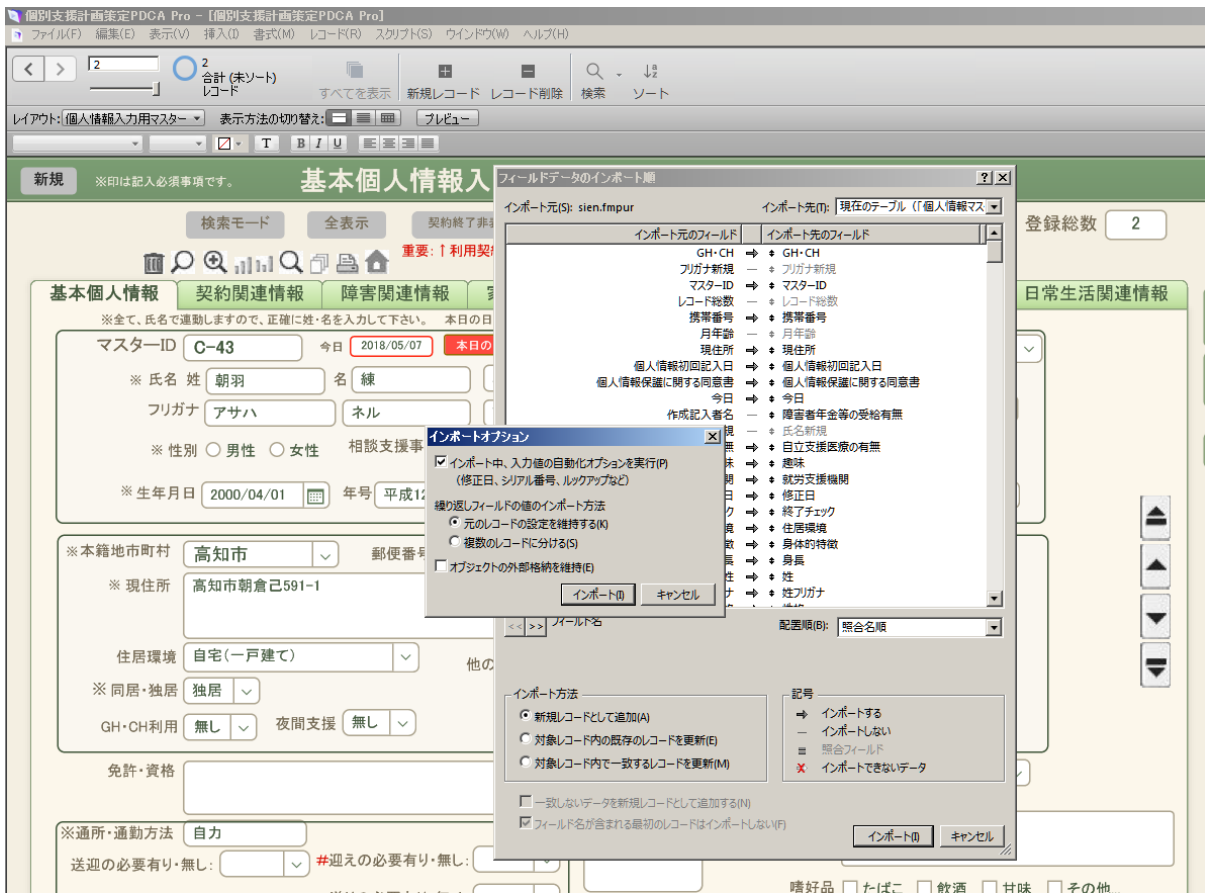 個別支援計画策定PDCA Pro - [個別支援計画策定PDCA Pro]
ファイル(F) 編集(E) 表示(V) 挿入(I) 書式(M) レコード(R) スクリプト(S) ウインドウ(W) ヘルプ(H)
2 2
合計 (未ソート)
レコード
すべてを表示 新規レコード レコード削除 検索 ソート
レイアウト: 個人情報入力用マスター 表示方法の切り替え: プレビュー
T B I U
新規 ※印は記入必須事項です。 基本個人情報入
検索モード 全表示 契約終了非
登録総数 2
重要:↑利用契
基本個人情報 契約関連情報 障害関連情報 日常生活関連情報
※全て、氏名で連動しますので、正確に姓・名を入力して下さい。 本日の日
マスターID C-43 今日 2018/05/07 本日の
※ 氏名 姓 朝羽 名 練
フリガナ アサハ ネル
※ 性別 男性 女性 相談支援事
※ 生年月日 2000/04/01 年号 平成12
※本籍地市町村 高知市 郵便番号
※ 現住所 高知市朝倉己591-1
住居環境 自宅(一戸建て) 他の
※ 同居・独居 独居
GH・CH利用 無し 夜間支援 無し
免許・資格
※通所・通勤方法 自力
送迎の必要有り・無し: #迎えの必要有り・無し:
嗜好品 たばこ 飲酒 甘味 その他
フィールドデータのインポート順
インポート元(S): sien.fmpur インポート先(T): 現在のテーブル (「個人情報マス
インポート元のフィールド インポート先のフィールド
GH・CH GH・CH
フリガナ新規 フリガナ新規
マスターID マスターID
レコード総数 レコード総数
携帯番号 携帯番号
月年齢 月年齢
現住所 現住所
個人情報初回記入日 個人情報初回記入日
個人情報保護に関する同意書 個人情報保護に関する同意書
今日 今日
作成記入者名 障害者年金等の受給有無
規 氏名新規
無 自立支援医療の有無
味 趣味
関 就労支援機関
日 修正日
ク 終了チェック
境 住居環境
徴 身体的特徴
長 身長
性 姓
ナ 姓フリガナ
<< >> フィールド名 配置順(B): 照合名順
インポート方法
新規レコードとして追加(A)
対象レコード内の既存のレコードを更新(E)
対象レコード内で一致するレコードを更新(M)
記号
インポートする
インポートしない
照合フィールド
インポートできないデータ
一致しないデータを新規レコードとして追加する(N)
フィールド名が含まれる最初のレコードはインポートしない(F)
インポート(I) キャンセル
インポートオプション
インポート中、入力値の自動化オプションを実行(P)
(修正日、シリアル番号、ルックアップなど)
繰り返しフィールドの値のインポート方法
元のレコードの設定を維持する(K)
複数のレコードに分ける(S)
オブジェクトの外部格納を維持(E)
インポート(I) キャンセル